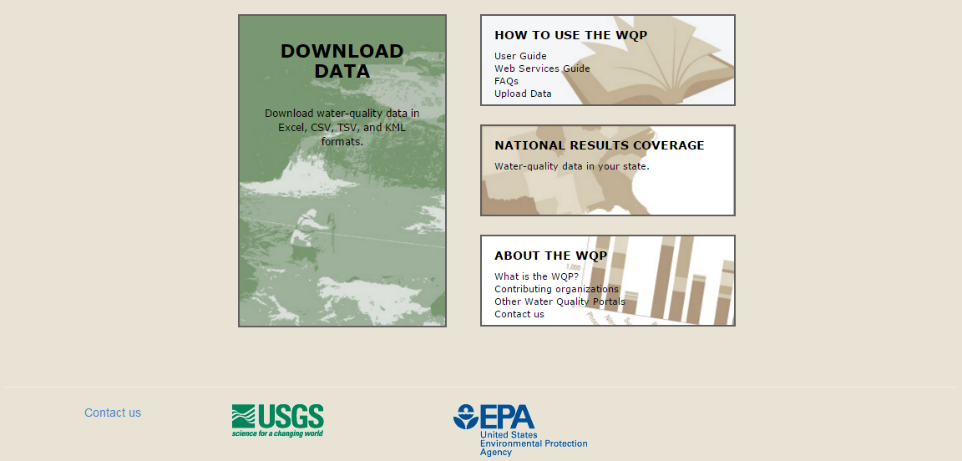 DOWNLOAD
DATA
Download water-quality data in
Excel, CSV, TSV, and KML
formats.
HOW TO USE THE WQP
User Guide
Web Services Guide
FAQs
Upload Data
NATIONAL RESULTS COVERAGE
Water-quality data in your state.
ABOUT THE WQP
What is the WQP?
Contributing organizations
Other Water Quality Portals
Contact us
1,000
Contact us
USGS
science for a changing world
EPA
United States
Environmental Protection
Agency